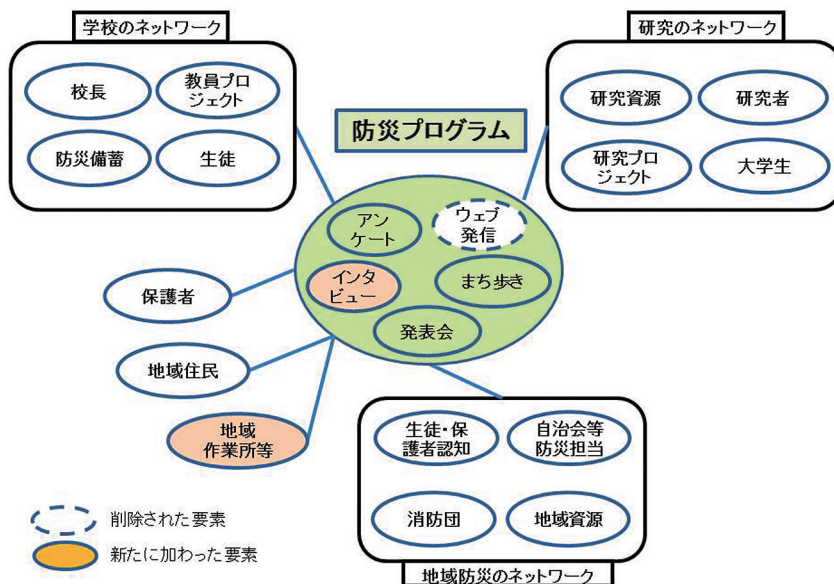 学校のネットワーク
校長
教員プロ
ジェクト
防災備蓄
生徒
研究のネットワーク
研究資源
研究者
研究プロ
ジェクト
大学生
防災プログラム
アン
ケート
ウェブ
発信
インタ
ビュー
まち歩き
発表会
保護者
地域住民
地域
作業所等
生徒・保
護者認知
自治会等
防災担当
消防団
地域資源
地域防災のネットワーク
削除された要素
新たに加わった要素